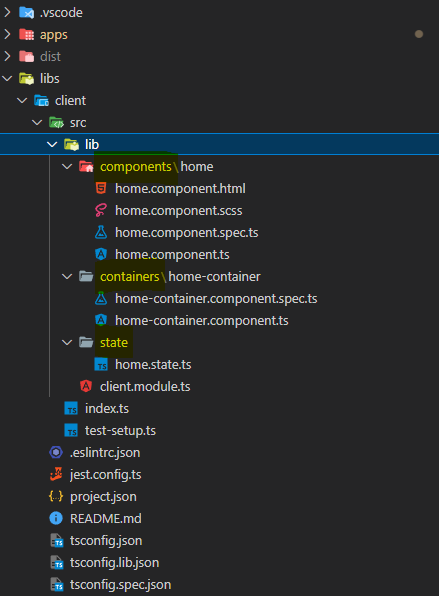 .vscode
apps
dist
libs
client
src
lib
components\home
home.component.html
home.component.scss
home.component.spec.ts
home.component.ts
containers\home-container
home-container.component.spec.ts
home-container.component.ts
state
home.state.ts
client.module.ts
index.ts
test-setup.ts
.eslintrc.json
jest.config.ts
project.json
README.md
tsconfig.json
tsconfig.lib.json
tsconfig.spec.json